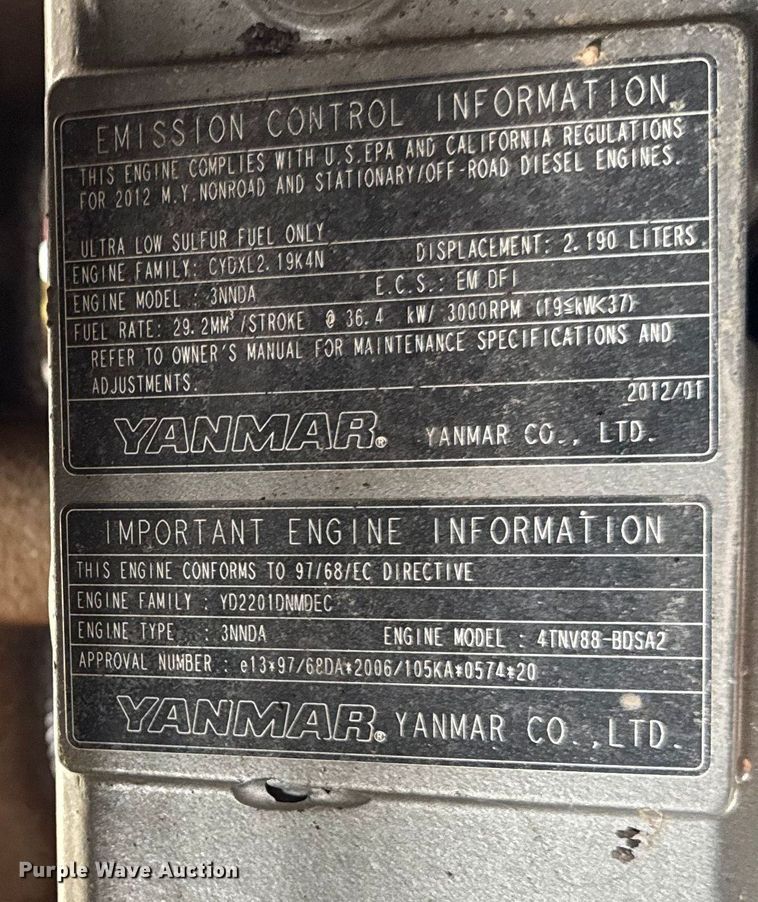 EMISSION CONTROL INFORMATION
THIS ENGINE COMPLIES WITH U.S.EPA AND CALIFORNIA REGULATIONS
FOR 2012 M.Y.NONROAD AND STATIONARY/OFF-ROAD DIESEL ENGINES.
ULTRA LOW SULFUR FUEL ONLY
ENGINE FAMILY: CYDXL2.19K4N DISPLACEMENT: 2.190 LITERS
ENGINE MODEL : 3NNDA E.C.S.: EM DFI
FUEL RATE: 29.2MM³/STROKE @ 36.4 kW/ 3000RPM (19≤kW<37)
REFER TO OWNER'S MANUAL FOR MAINTENANCE SPECIFICATIONS AND
ADJUSTMENTS.
2012/01
YANMAR® YANMAR CO., LTD.
IMPORTANT ENGINE INFORMATION
THIS ENGINE CONFORMS TO 97/68/EC DIRECTIVE
ENGINE FAMILY : YD2201DNMDEC
ENGINE TYPE : 3NNDA ENGINE MODEL : 4TNV88-BDSA2
APPROVAL NUMBER : e13*97/68DA*2006/105KA*0574*20
YANMAR® YANMAR CO.,LTD.
Purple Wave Auction